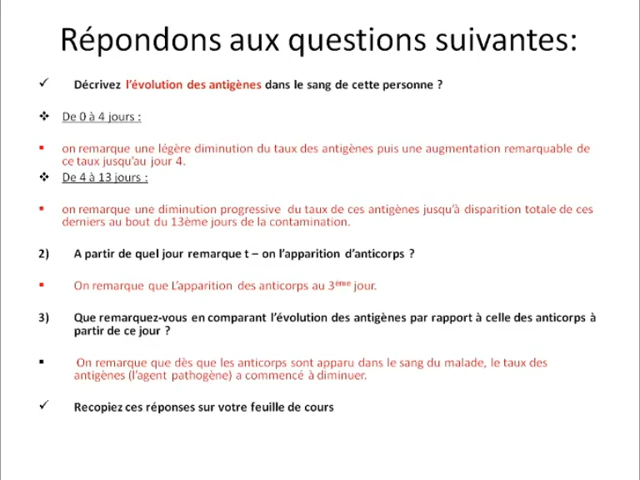 Répondons aux questions suivantes:
✓ Décrivez l'évolution des antigènes dans le sang de cette personne ?
❖ De 0 à 4 jours :
▪ on remarque une légère diminution du taux des antigènes puis une augmentation remarquable de
ce taux jusqu'au jour 4.
❖ De 4 à 13 jours :
▪ on remarque une diminution progressive du taux de ces antigènes jusqu'à disparition totale de ces
derniers au bout du 13ème jours de la contamination.
2) A partir de quel jour remarque t – on l'apparition d'anticorps ?
▪ On remarque que L'apparition des anticorps au 3ème jour.
3) Que remarquez-vous en comparant l'évolution des antigènes par rapport à celle des anticorps à
partir de ce jour ?
▪ On remarque que dès que les anticorps sont apparu dans le sang du malade, le taux des
antigènes (l'agent pathogène) a commencé à diminuer.
✓ Recopiez ces réponses sur votre feuille de cours